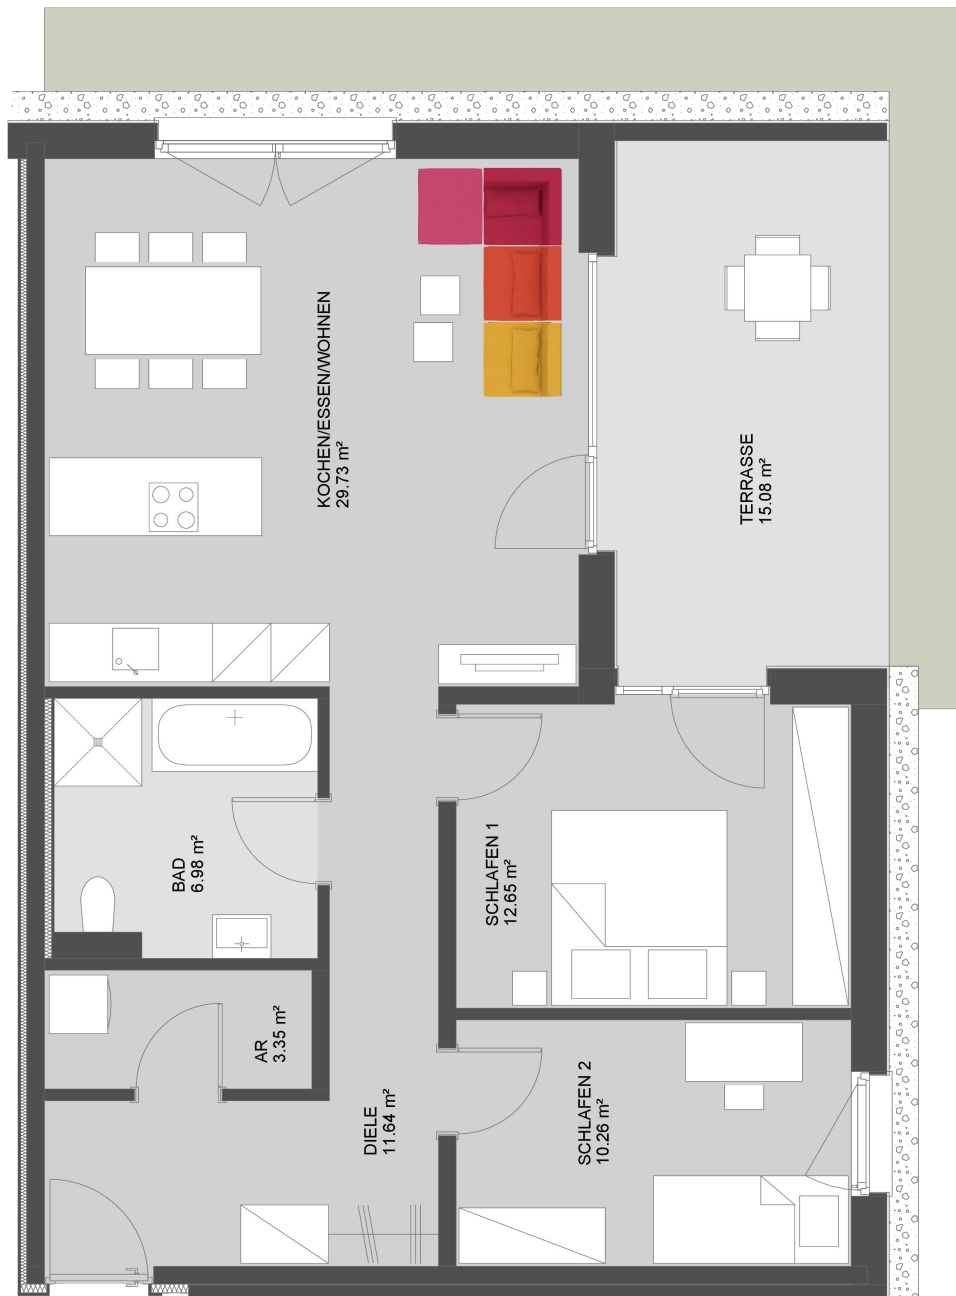 KOCHEN/ESSEN/WOHNEN
29.73 m²
TERRASSE
15.08 m²
BAD
6.98 m²
SCHLAFEN 1
12.65 m²
AR
3.35 m²
DIELE
11.64 m²
SCHLAFEN 2
10.26 m²